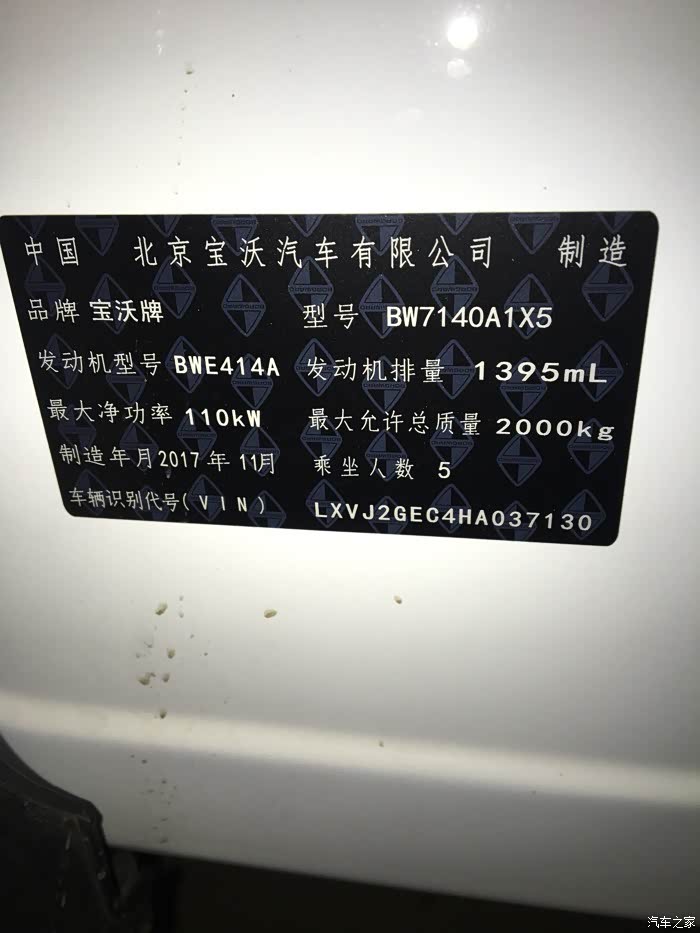 中国 北京宝沃汽车有限公司 制造
品牌 宝沃牌 型号 BW7140A1X5
发动机型号 BWE414A 发动机排量 1395mL
最大净功率 110kW 最大允许总质量 2000kg
制造年月 2017年11月 乘坐人数 5
车辆识别代号(VIN) LXVJ2GEC4HA037130
汽车之家